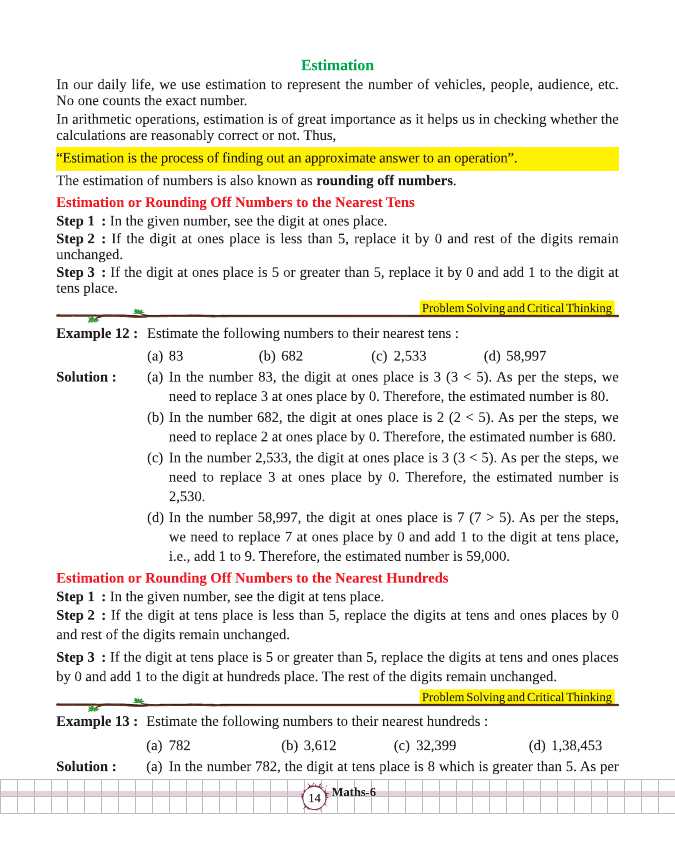 Estimation
In our daily life, we use estimation to represent the number of vehicles, people, audience, etc.
No one counts the exact number.
In arithmetic operations, estimation is of great importance as it helps us in checking whether the
calculations are reasonably correct or not. Thus,
“Estimation is the process of finding out an approximate answer to an operation”.
The estimation of numbers is also known as rounding off numbers.
Estimation or Rounding Off Numbers to the Nearest Tens
Step 1 : In the given number, see the digit at ones place.
Step 2 : If the digit at ones place is less than 5, replace it by 0 and rest of the digits remain
unchanged.
Step 3 : If the digit at ones place is 5 or greater than 5, replace it by 0 and add 1 to the digit at
tens place.
Problem Solving and Critical Thinking
Example 12 : Estimate the following numbers to their nearest tens :
(a) 83 (b) 682 (c) 2,533 (d) 58,997
Solution : (a) In the number 83, the digit at ones place is 3 (3 < 5). As per the steps, we
need to replace 3 at ones place by 0. Therefore, the estimated number is 80.
(b) In the number 682, the digit at ones place is 2 (2 < 5). As per the steps, we
need to replace 2 at ones place by 0. Therefore, the estimated number is 680.
(c) In the number 2,533, the digit at ones place is 3 (3 < 5). As per the steps, we
need to replace 3 at ones place by 0. Therefore, the estimated number is
2,530.
(d) In the number 58,997, the digit at ones place is 7 (7 > 5). As per the steps,
we need to replace 7 at ones place by 0 and add 1 to the digit at tens place,
i.e., add 1 to 9. Therefore, the estimated number is 59,000.
Estimation or Rounding Off Numbers to the Nearest Hundreds
Step 1 : In the given number, see the digit at tens place.
Step 2 : If the digit at tens place is less than 5, replace the digits at tens and ones places by 0
and rest of the digits remain unchanged.
Step 3 : If the digit at tens place is 5 or greater than 5, replace the digits at tens and ones places
by 0 and add 1 to the digit at hundreds place. The rest of the digits remain unchanged.
Problem Solving and Critical Thinking
Example 13 : Estimate the following numbers to their nearest hundreds :
(a) 782 (b) 3,612 (c) 32,399 (d) 1,38,453
Solution : (a) In the number 782, the digit at tens place is 8 which is greater than 5. As per
14 Maths-6